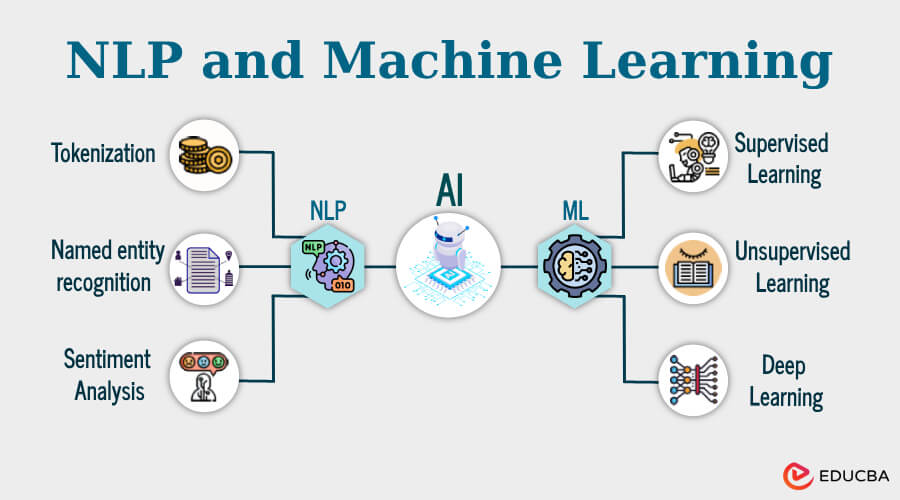 NLP and Machine Learning
Tokenization
Named entity
recognition
Sentiment
Analysis
NLP
NLP
010
AI
ML
Supervised
Learning
Unsupervised
Learning
Deep
Learning
EDUCBA